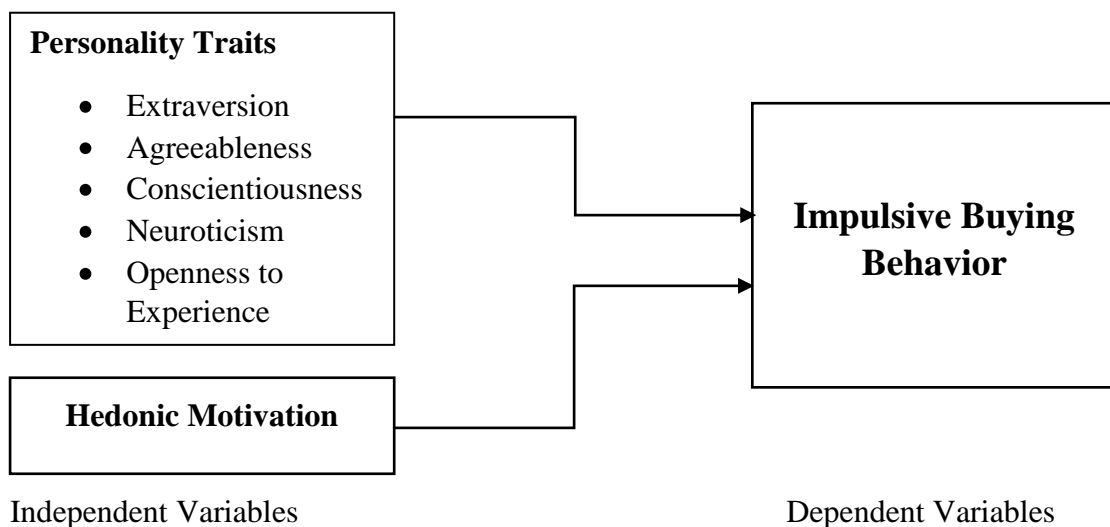 Personality Traits
• Extraversion
• Agreeableness
• Conscientiousness
• Neuroticism
• Openness to
Experience
Hedonic Motivation
Impulsive Buying
Behavior
Independent Variables
Dependent Variables